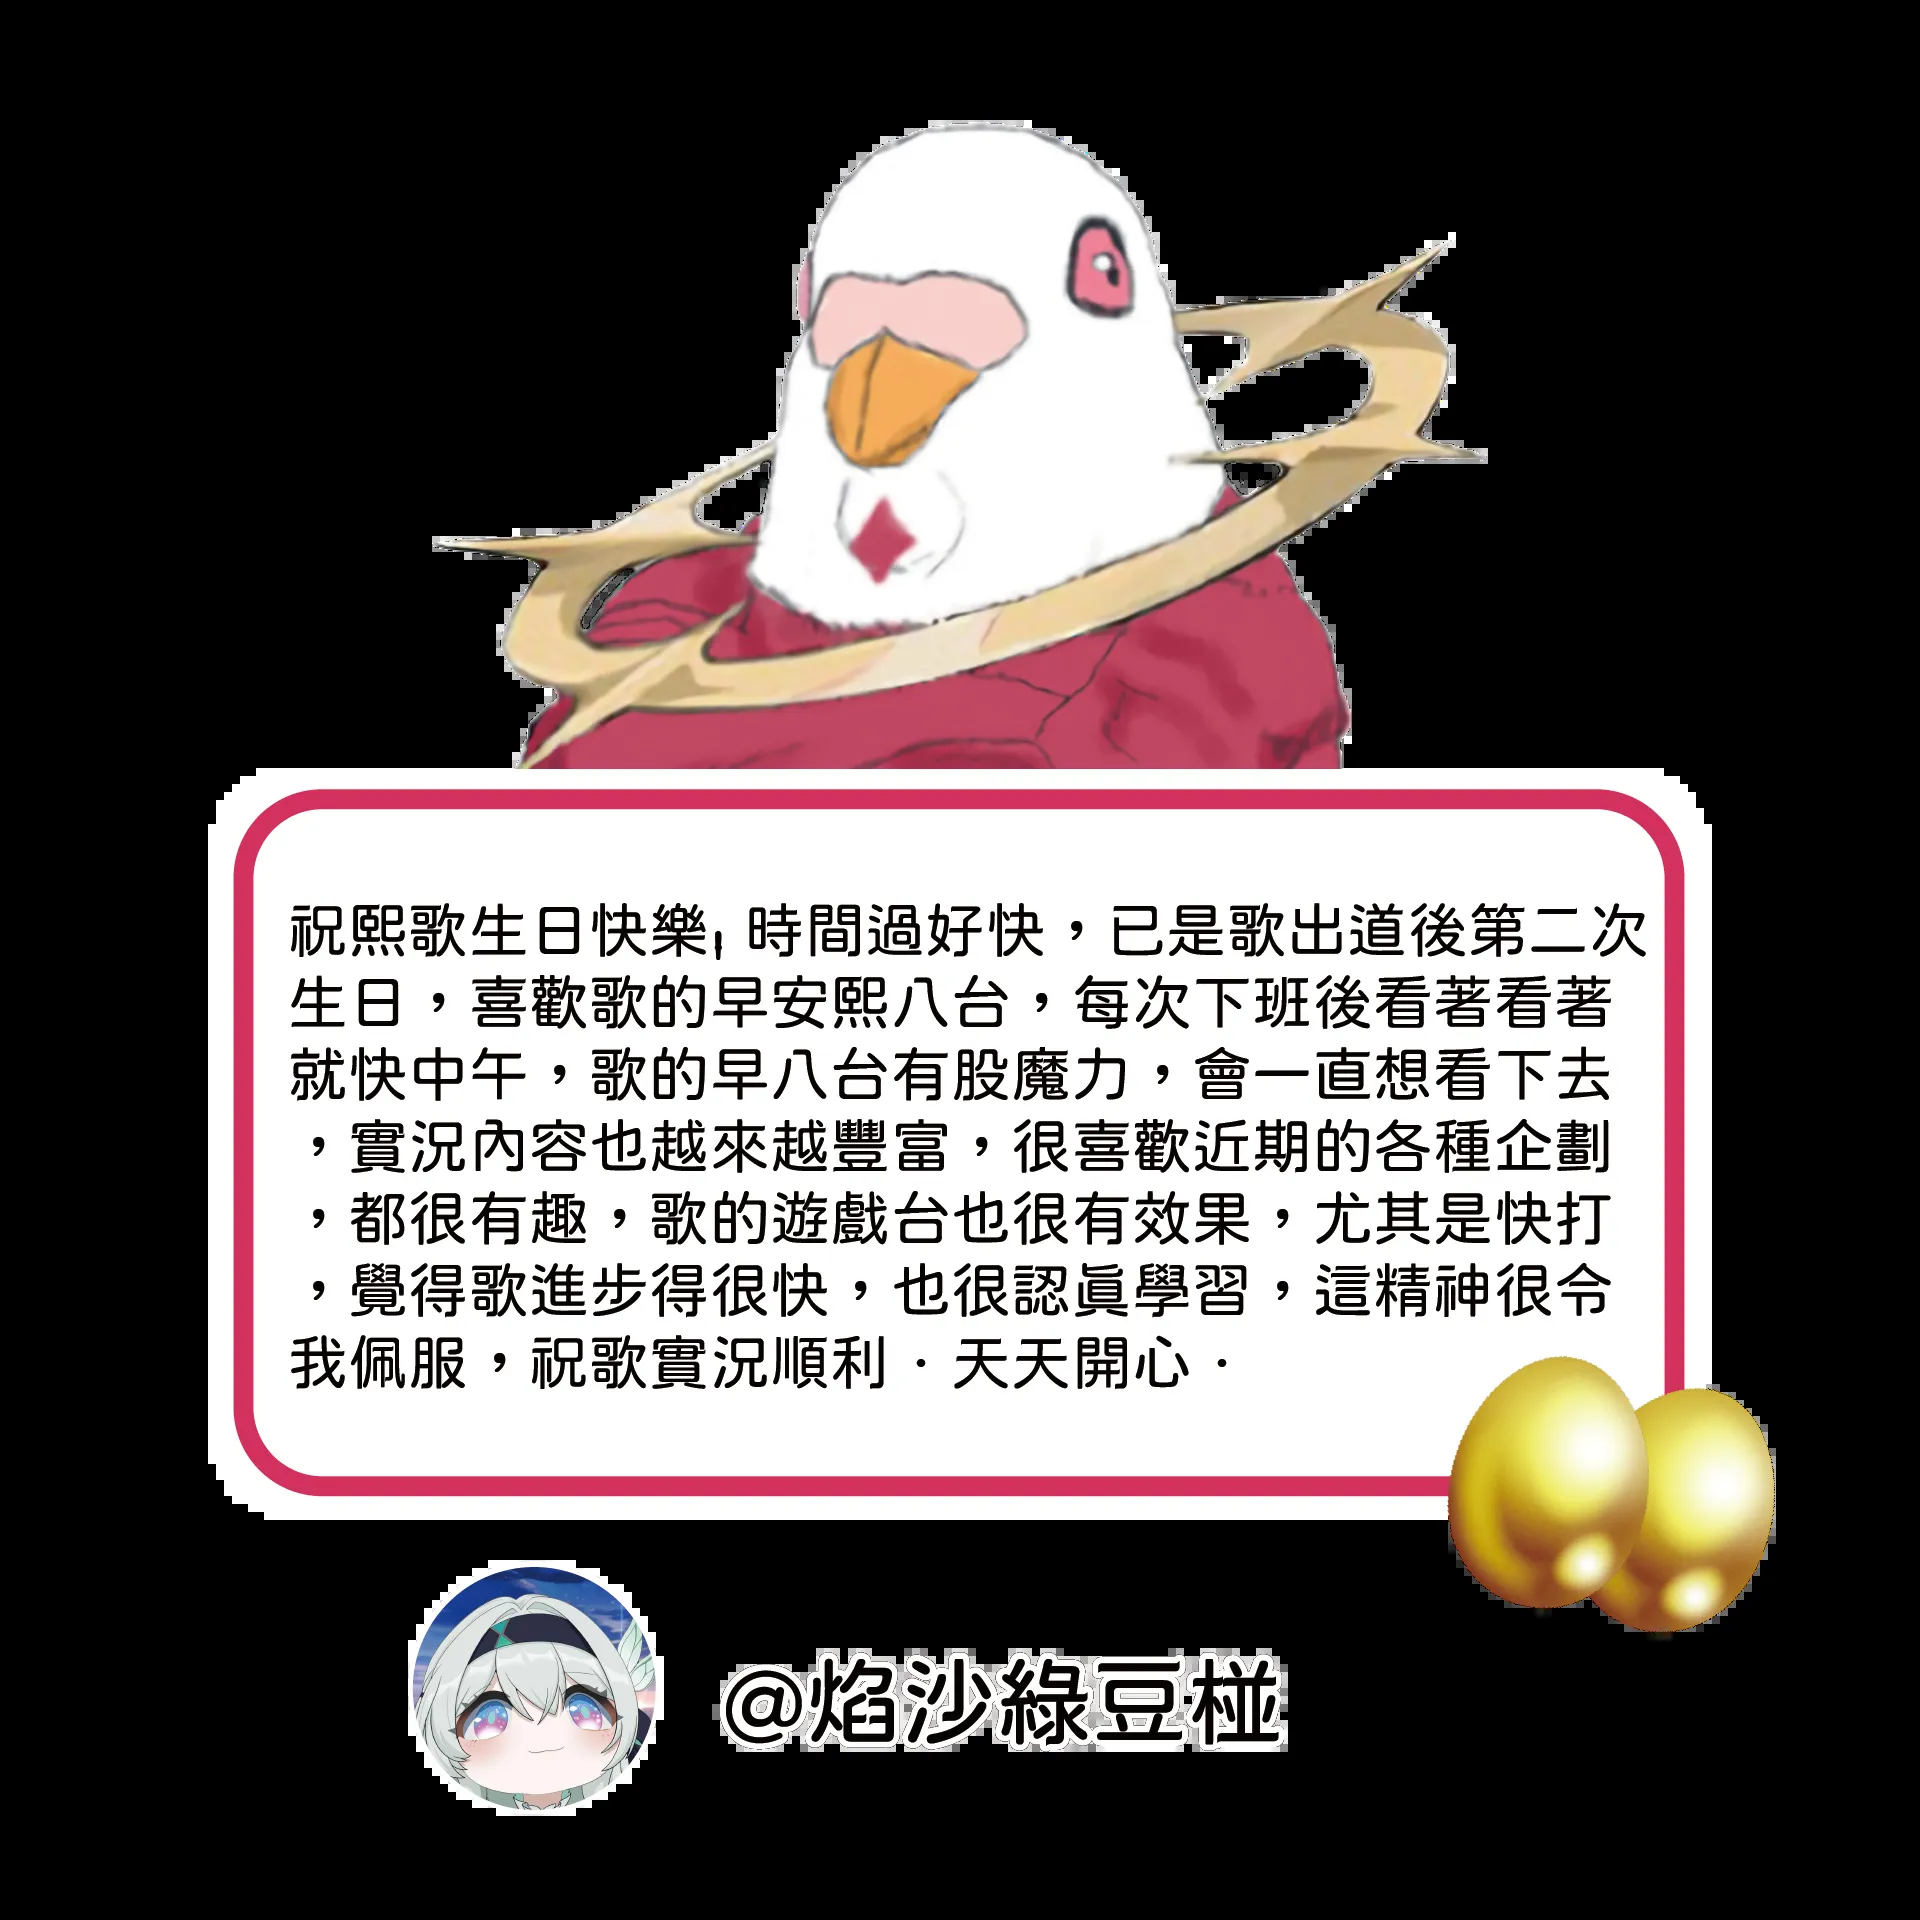 祝熙歌生日快樂! 時間過好快，已是歌出道後第二次
生日，喜歡歌的早安熙八台，每次下班後看著看著
就快中午，歌的早八台有股魔力，會一直想看下去
，實況內容也越來越豐富，很喜歡近期的各種企劃
，都很有趣，歌的遊戲台也很有效果，尤其是快打
，覺得歌進步得很快，也很認真學習，這精神很令
我佩服，祝歌實況順利．天天開心．
@焰沙綠豆椪